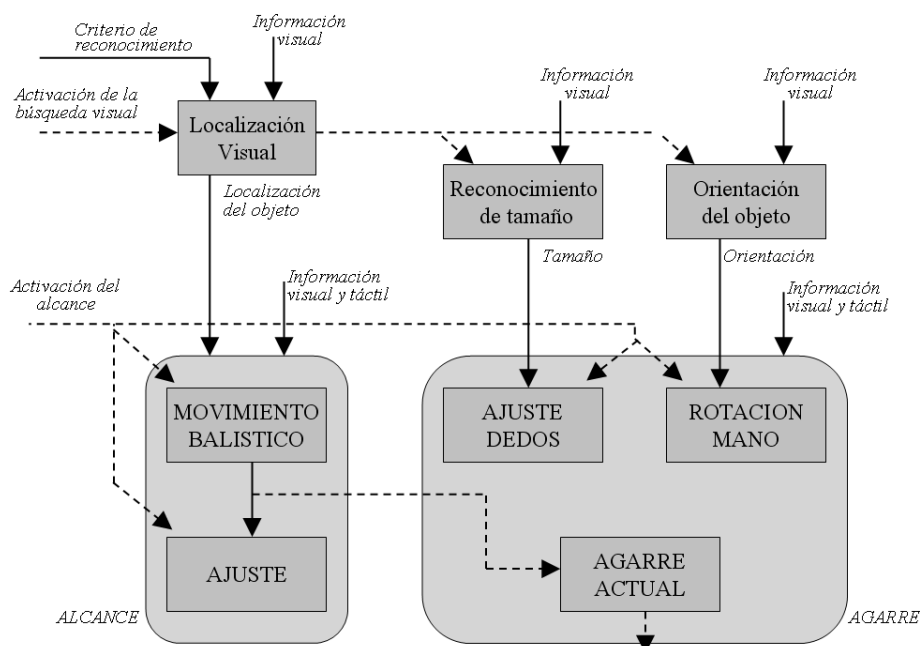 Criterio de
reconocimiento
Información
visual
Activación de la
búsqueda visual
Información
visual
Información
visual
Localización
Visual
Reconocimiento
de tamaño
Orientación
del objeto
Localización
del objeto
Tamaño
Orientación
Activación del
alcance
Información
visual y táctil
Información
visual y táctil
MOVIMIENTO
BALISTICO
AJUSTE
DEDOS
ROTACION
MANO
AJUSTE
AGARRE
ACTUAL
ALCANCE
AGARRE